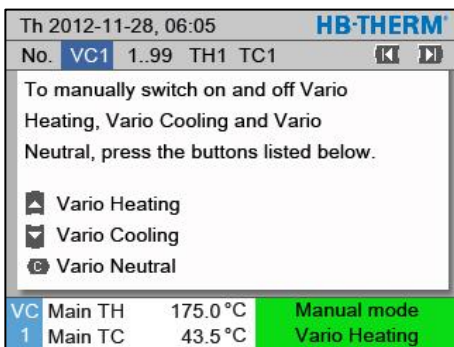 Th 2012-11-28, 06:05 HB-THERM®
No. VC1 1..99 TH1 TC1
To manually switch on and off Vario
Heating, Vario Cooling and Vario
Neutral, press the buttons listed below.
Vario Heating
Vario Cooling
C Vario Neutral
VC Main TH 175.0 °C Manual mode
1 Main TC 43.5 °C Vario Heating